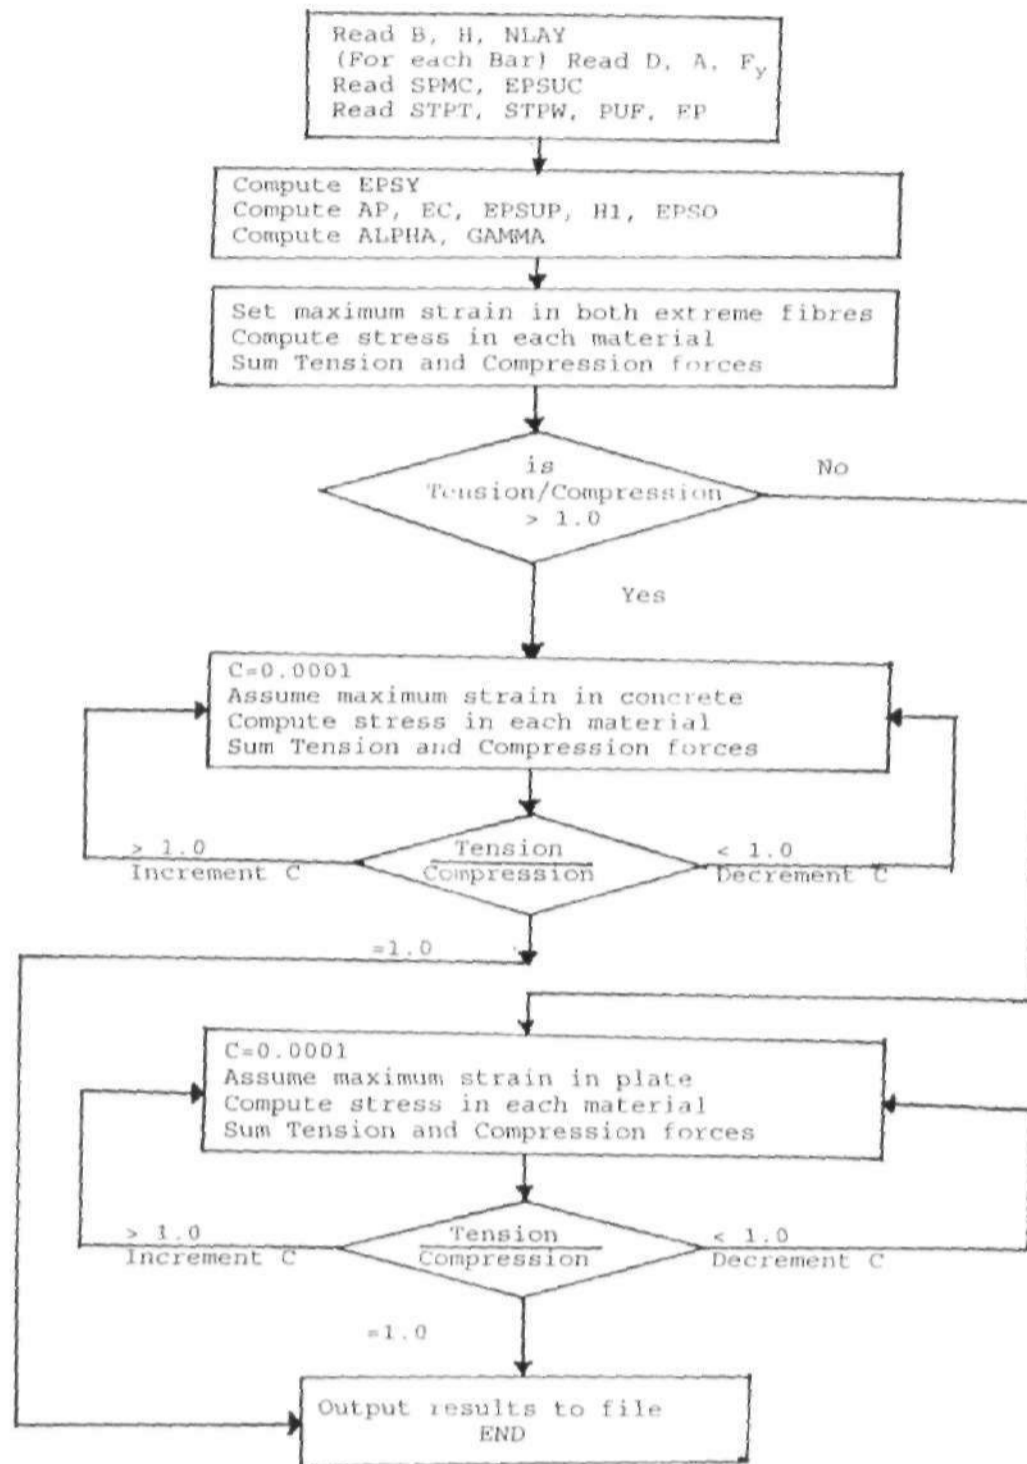 Read B, H, NLAY
(For each Bar) Read D, A, Fy
Read SPMC, EPSUC
Read STPT, STPW, PUF, EP
Compute EPSY
Compute AP, EC, EPSUP, H1, EPSO
Compute ALPHA, GAMMA
Set maximum strain in both extreme fibres
Compute stress in each material
Sum Tension and Compression forces
is
Tension/Compression
> 1.0
No
Yes
C=0.0001
Assume maximum strain in concrete
Compute stress in each material
Sum Tension and Compression forces
> 1.0
Increment C
Tension
Compression
< 1.0
Decrement C
=1.0
C=0.0001
Assume maximum strain in plate
Compute stress in each material
Sum Tension and Compression forces
> 1.0
Increment C
Tension
Compression
< 1.0
Decrement C
=1.0
Output results to file
END